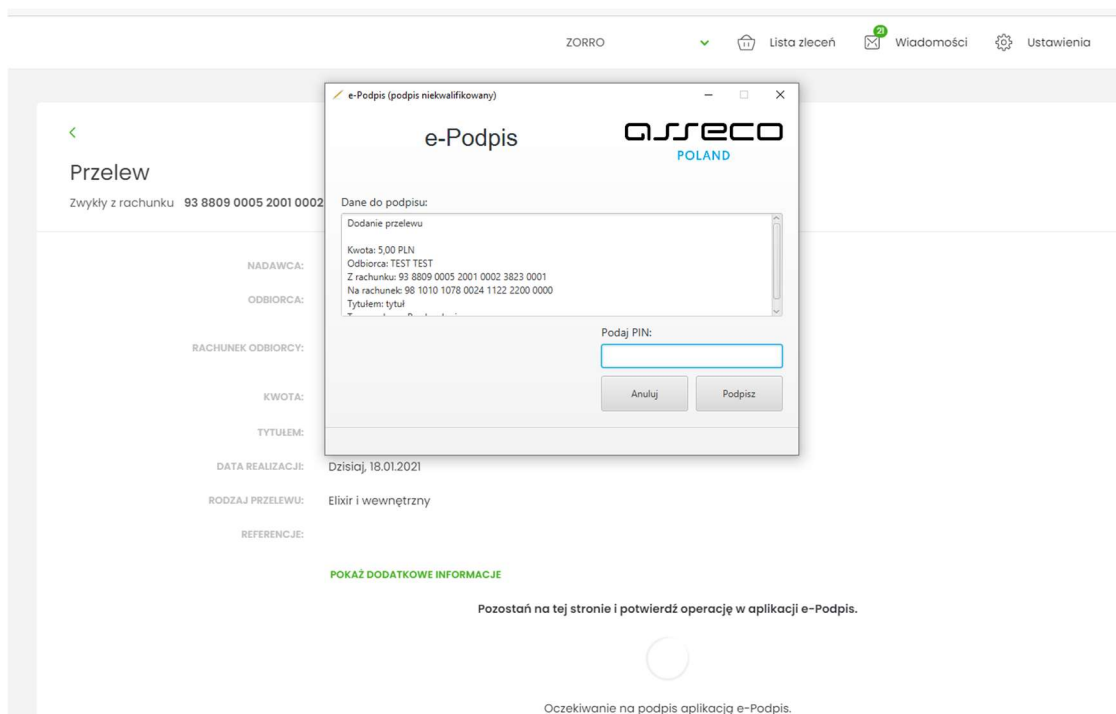 ZORRO
Lista zleceń
21
Wiadomości
Ustawienia
Przelew
Zwykły z rachunku 93 8809 0005 2001 0002
NADAWCA:
ODBIORCA:
RACHUNEK ODBIORCY:
KWOTA:
TYTUŁEM:
DATA REALIZACJI: Dzisiaj, 18.01.2021
RODZAJ PRZELEWU: Elixir i wewnętrzny
REFERENCJE:
e-Podpis (podpis niekwalifikowany)
e-Podpis
asseco
POLAND
Dane do podpisu:
Dodanie przelewu
Kwota: 5,00 PLN
Odbiorca: TEST TEST
Z rachunku: 93 8809 0005 2001 0002 3823 0001
Na rachunek: 98 1010 1078 0024 1122 2200 0000
Tytułem: tytuł
Podaj PIN:
Anuluj
Podpisz
POKAŻ DODATKOWE INFORMACJE
Pozostań na tej stronie i potwierdź operację w aplikacji e-Podpis.
Oczekiwanie na podpis aplikacją e-Podpis.